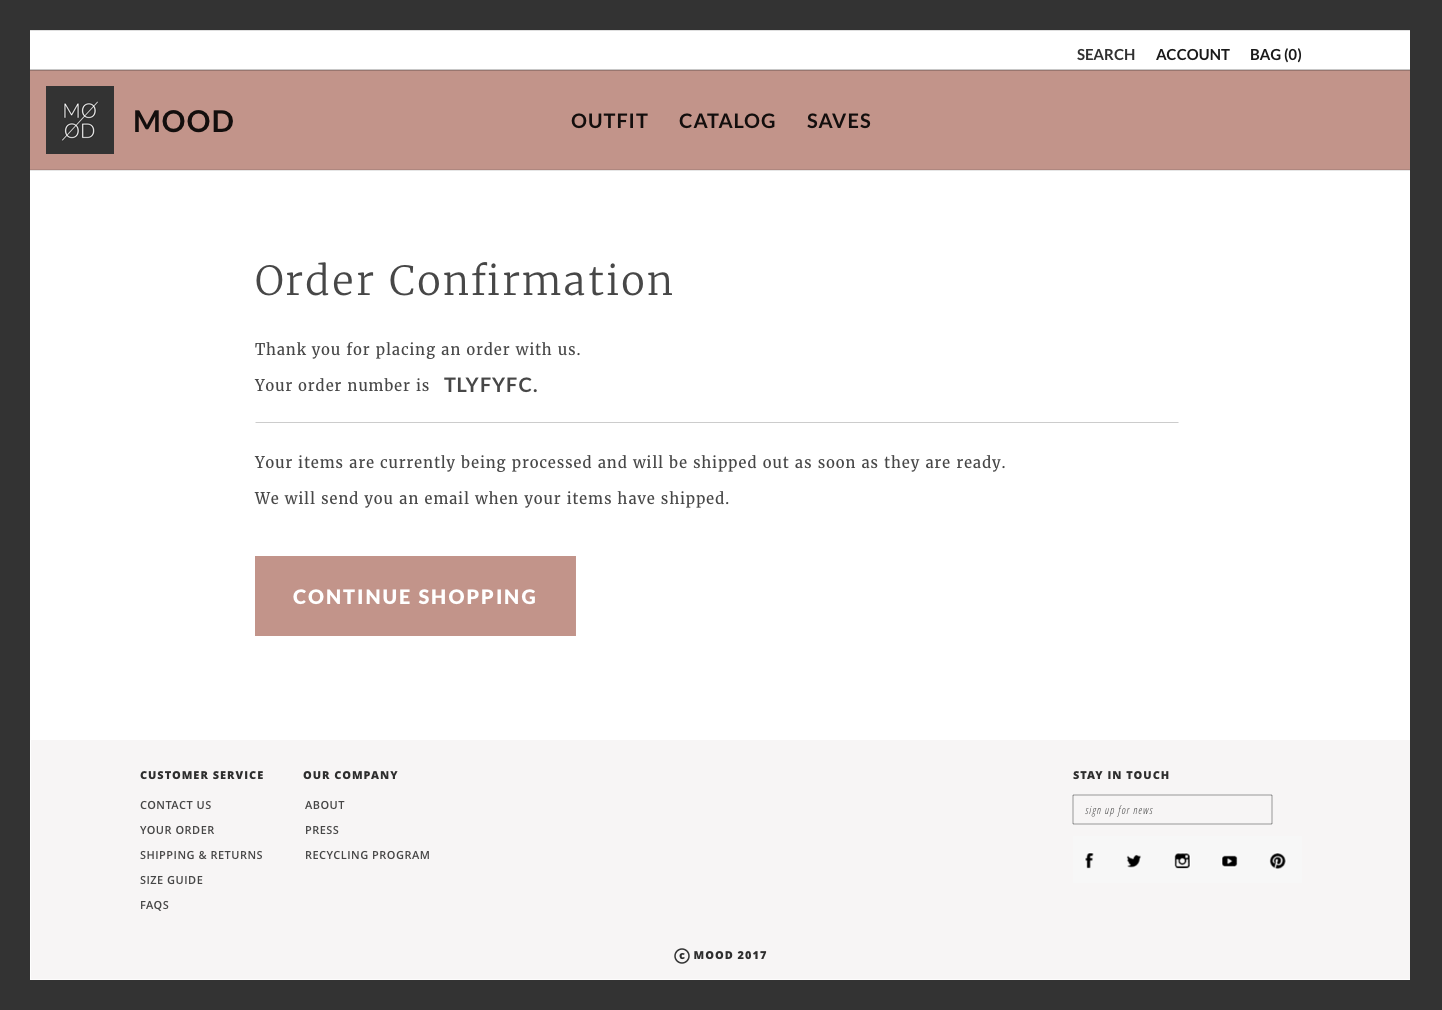 SEARCH ACCOUNT BAG (0)
MØ
ØD
MOOD
OUTFIT CATALOG SAVES
Order Confirmation
Thank you for placing an order with us.
Your order number is TLYFYFC.
Your items are currently being processed and will be shipped out as soon as they are ready.
We will send you an email when your items have shipped.
CONTINUE SHOPPING
CUSTOMER SERVICE
CONTACT US
YOUR ORDER
SHIPPING & RETURNS
SIZE GUIDE
FAQS
OUR COMPANY
ABOUT
PRESS
RECYCLING PROGRAM
STAY IN TOUCH
sign up for news
© MOOD 2017